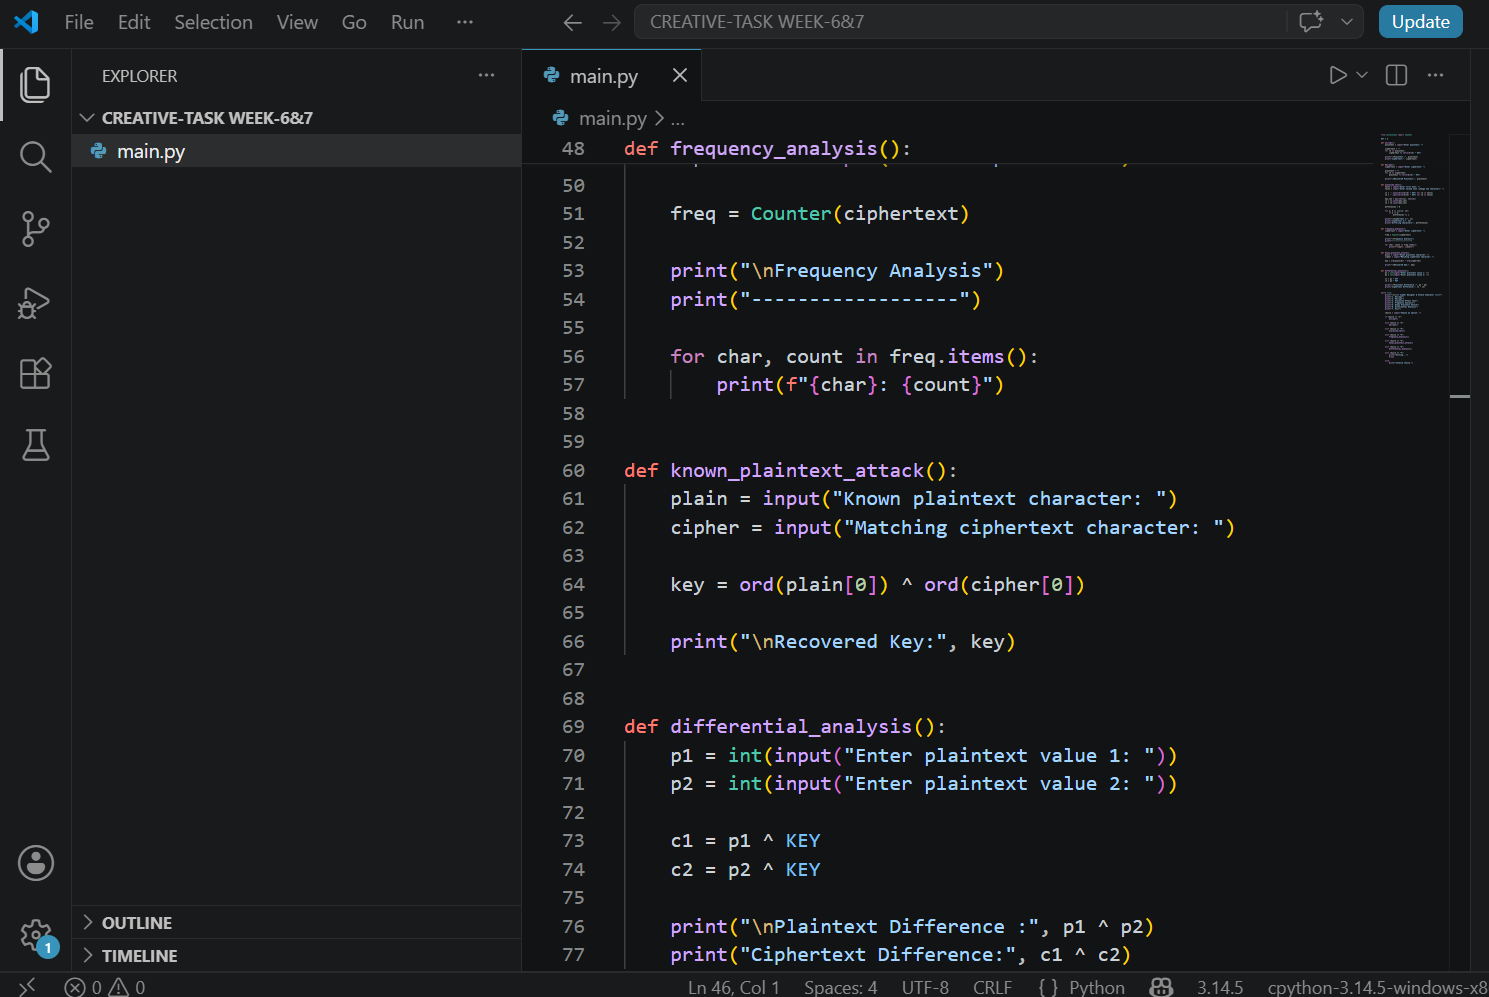 File Edit Selection View Go Run
CREATIVE-TASK WEEK-6&7
Update
EXPLORER
CREATIVE-TASK WEEK-6&7
main.py
main.py
main.py > ...
48 def frequency_analysis():
50
51 freq = Counter(ciphertext)
52
53 print("\nFrequency Analysis")
54 print("------------------")
55
56 for char, count in freq.items():
57 print(f"{char}: {count}")
58
59
60 def known_plaintext_attack():
61 plain = input("Known plaintext character: ")
62 cipher = input("Matching ciphertext character: ")
63
64 key = ord(plain[0]) ^ ord(cipher[0])
65
66 print("\nRecovered Key:", key)
67
68
69 def differential_analysis():
70 p1 = int(input("Enter plaintext value 1: "))
71 p2 = int(input("Enter plaintext value 2: "))
72
73 c1 = p1 ^ KEY
74 c2 = p2 ^ KEY
75
76 print("\nPlaintext Difference :", p1 ^ p2)
77 print("Ciphertext Difference:", c1 ^ c2)
OUTLINE
TIMELINE
1
0 0
Ln 46, Col 1 Spaces: 4 UTF-8 CRLF { } Python 3.14.5 cpython-3.14.5-windows-x8